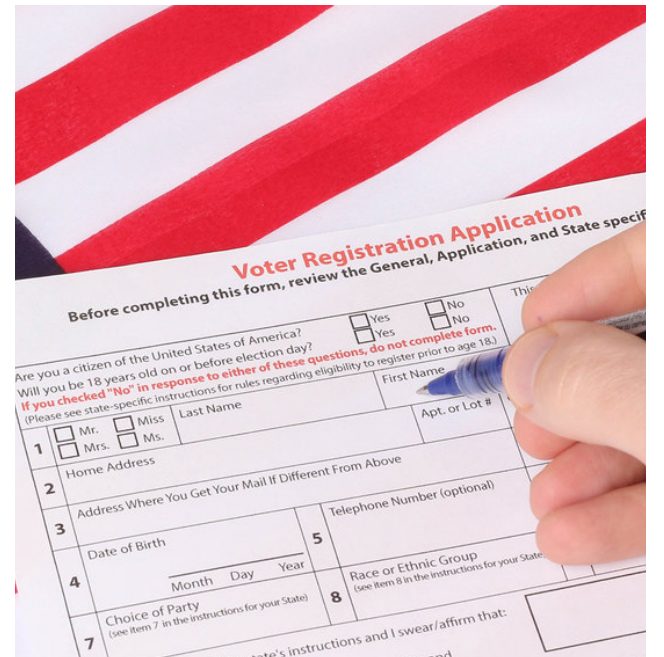 Voter Registration Application
Before completing this form, review the General, Application, and State specif
Are you a citizen of the United States of America? Yes No This
Will you be 18 years old on or before election day? Yes No
If you checked "No" in response to either of these questions, do not complete form.
(Please see state-specific instructions for rules regarding eligibility to register prior to age 18.)
1 Mr. Miss Last Name First Name
Mrs. Ms.
2 Home Address Apt. or Lot #
3 Address Where You Get Your Mail If Different From Above
4 Date of Birth 5 Telephone Number (optional)
Month Day Year
7 Choice of Party 8 Race or Ethnic Group
(see item 7 in the instructions for your State) (see item 8 in the instructions for your State
ate's instructions and I swear/affirm that: